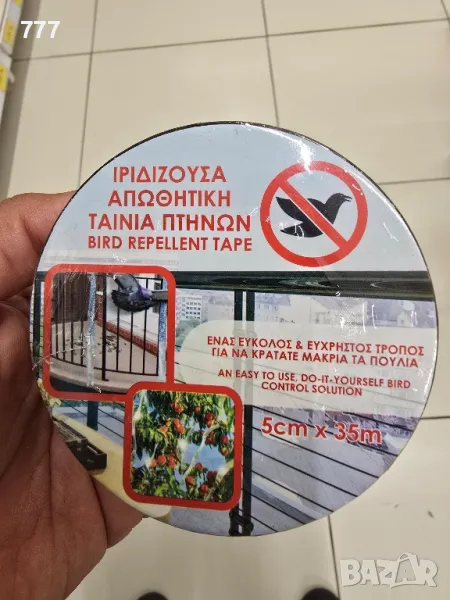 777
ΙΡΙΔΙΖΟΥΣΑ
ΑΠΩΘΗΤΙΚΗ
ΤΑΙΝΙΑ ΠΤΗΝΩΝ
BIRD REPELLENT TAPE
ΕΝΑΣ ΕΥΚΟΛΟΣ & ΕΥΧΡΗΣΤΟΣ ΤΡΟΠΟΣ
ΓΙΑ ΝΑ ΚΡΑΤΑΤΕ ΜΑΚΡΙΑ ΤΑ ΠΟΥΛΙΑ
AN EASY TO USE, DO-IT-YOURSELF BIRD
CONTROL SOLUTION
5cm x 35m
BAZAR